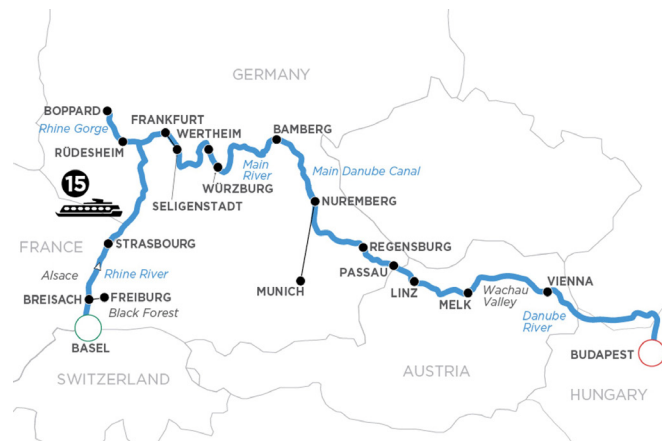 GERMANY
BOPPARD
FRANKFURT
Rhine Gorge
WERTHEIM
BAMBERG
RÜDESHEIM
Main
River
Main Danube Canal
15
WÜRZBURG
SELIGENSTADT
NUREMBERG
FRANCE
STRASBOURG
REGENSBURG
Alsace
Rhine River
PASSAU
MUNICH
LINZ
MELK
Wachau
Valley
VIENNA
BREISACH
FREIBURG
Black Forest
Danube
River
BASEL
BUDAPEST
SWITZERLAND
AUSTRIA
HUNGARY